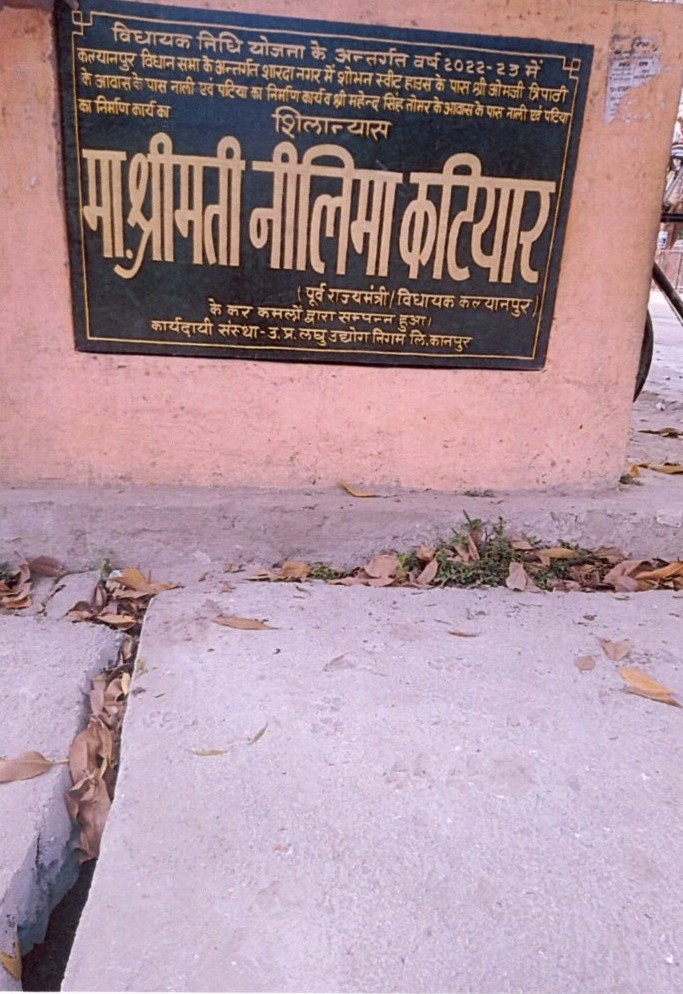 विधायक निधि योजना के अन्तर्गत वर्ष 2022-23 में
कल्यानपुर विधान सभा के अन्तर्गत शारदा नगर में शोभन स्वीट हाउस के पास श्री ओमजी त्रिपाठी
के आवास के पास नाली एवं पटिया का निर्माण कार्य व श्री महेन्द्र सिंह तोमर के आवास के पास नाली एवं पटिया
का निर्माण कार्य का
शिलान्यास
मा.श्रीमती नीलिमा कटियार
(पूर्व राज्यमंत्री/विधायक कल्यानपुर)
के कर कमलों द्वारा सम्पन्न हुआ।
कार्यदायी संस्था-उ.प्र.लघु उद्योग निगम लि.कानपुर